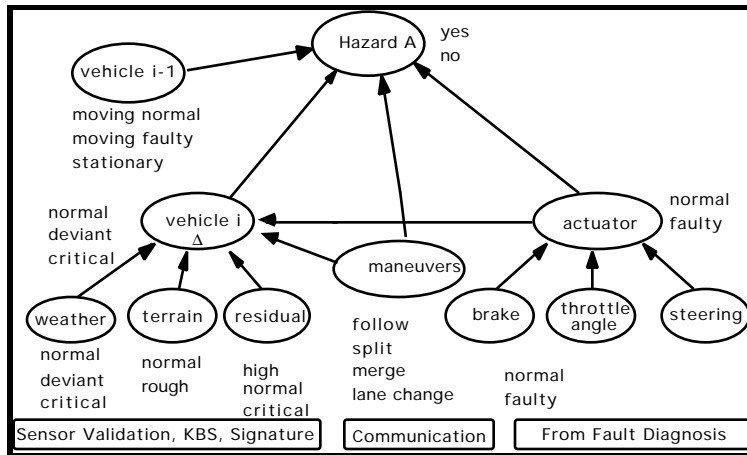 Hazard A
yes
no
vehicle i-1
moving normal
moving faulty
stationary
normal
deviant
critical
vehicle i
Δ
actuator
normal
faulty
maneuvers
weather
terrain
residual
brake
throttle
angle
steering
normal
deviant
critical
normal
rough
high
normal
critical
follow
split
merge
lane change
normal
faulty
Sensor Validation, KBS, Signature
Communication
From Fault Diagnosis